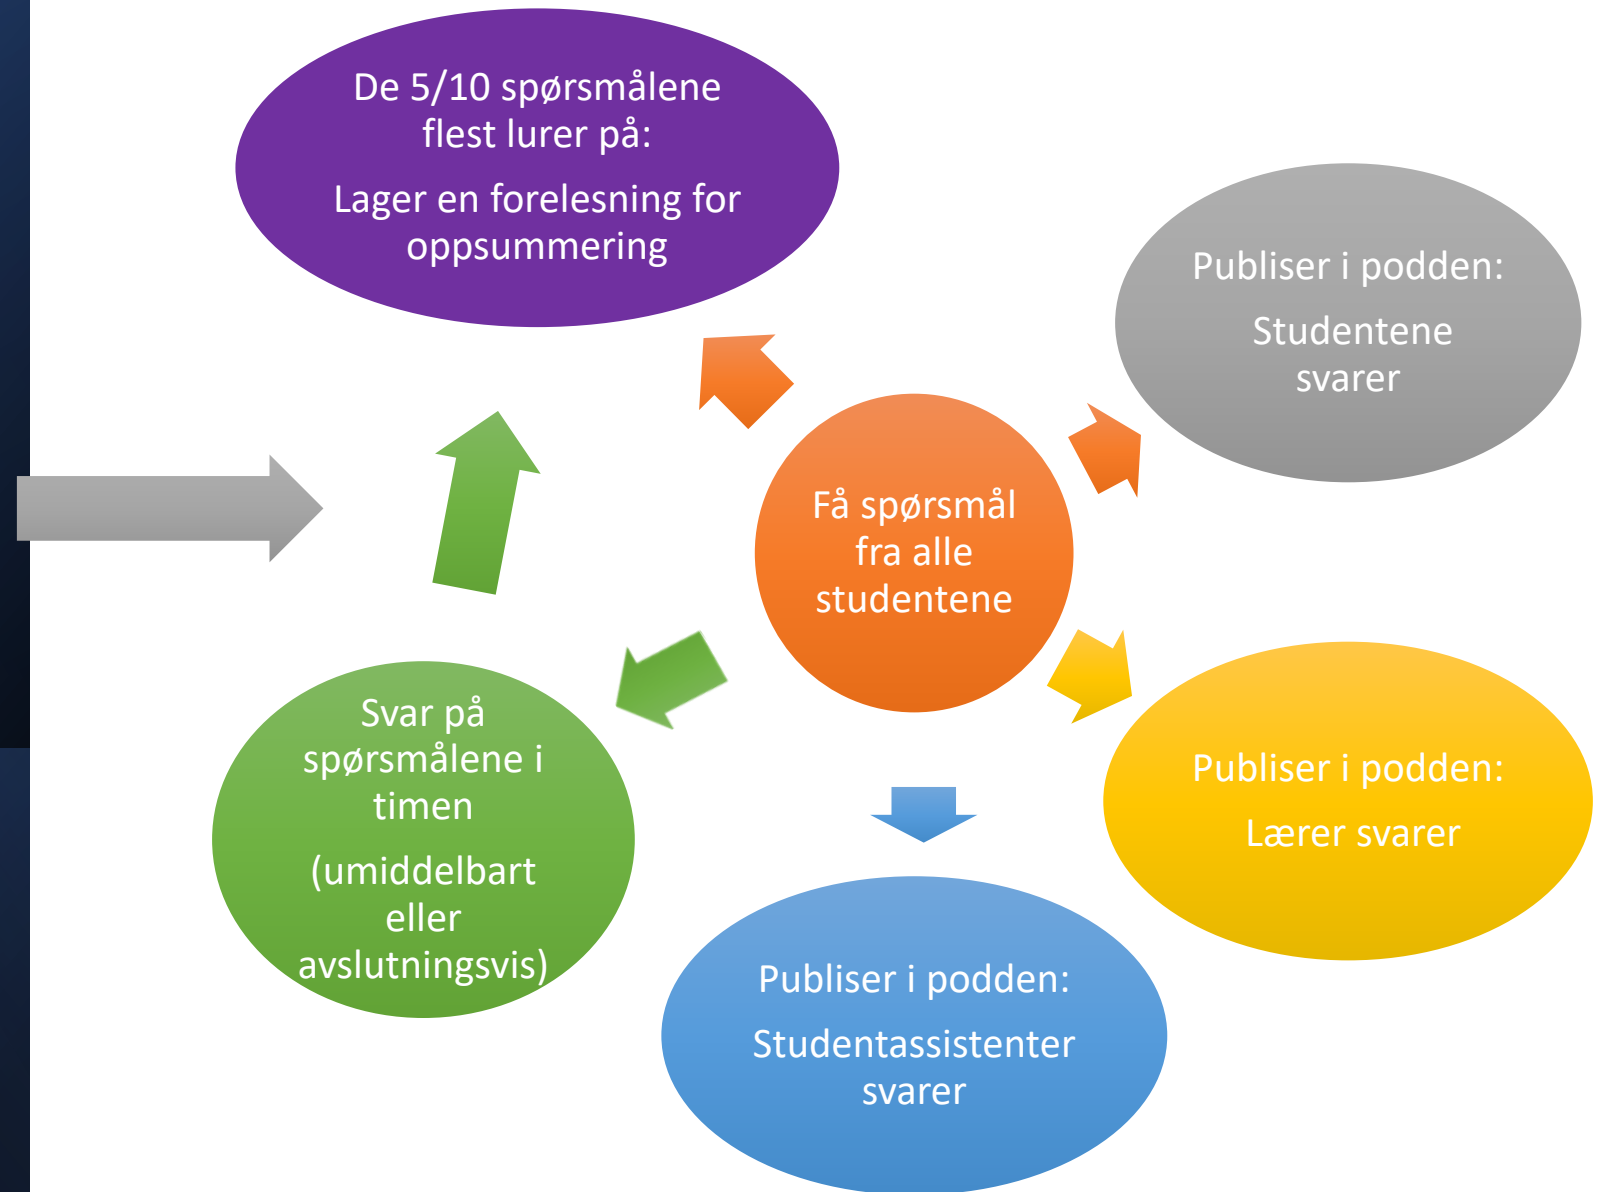 De 5/10 spørsmålene
flest lurer på:
Lager en forelesning for
oppsummering
Publiser i podden:
Studentene
svarer
Få spørsmål
fra alle
studentene
Publiser i podden:
Lærer svarer
Svar på
spørsmålene i
timen
(umiddelbart
eller
avslutningsvis)
Publiser i podden:
Studentassistenter
svarer